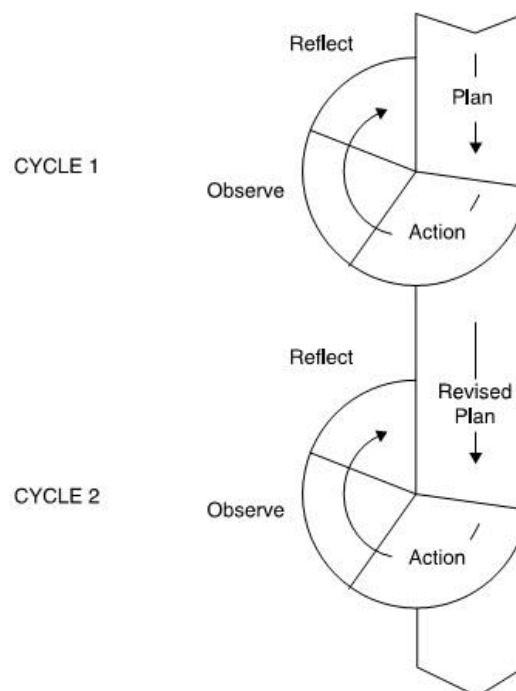 Reflect
Plan
CYCLE 1
Observe
Action
Reflect
Revised
Plan
CYCLE 2
Observe
Action